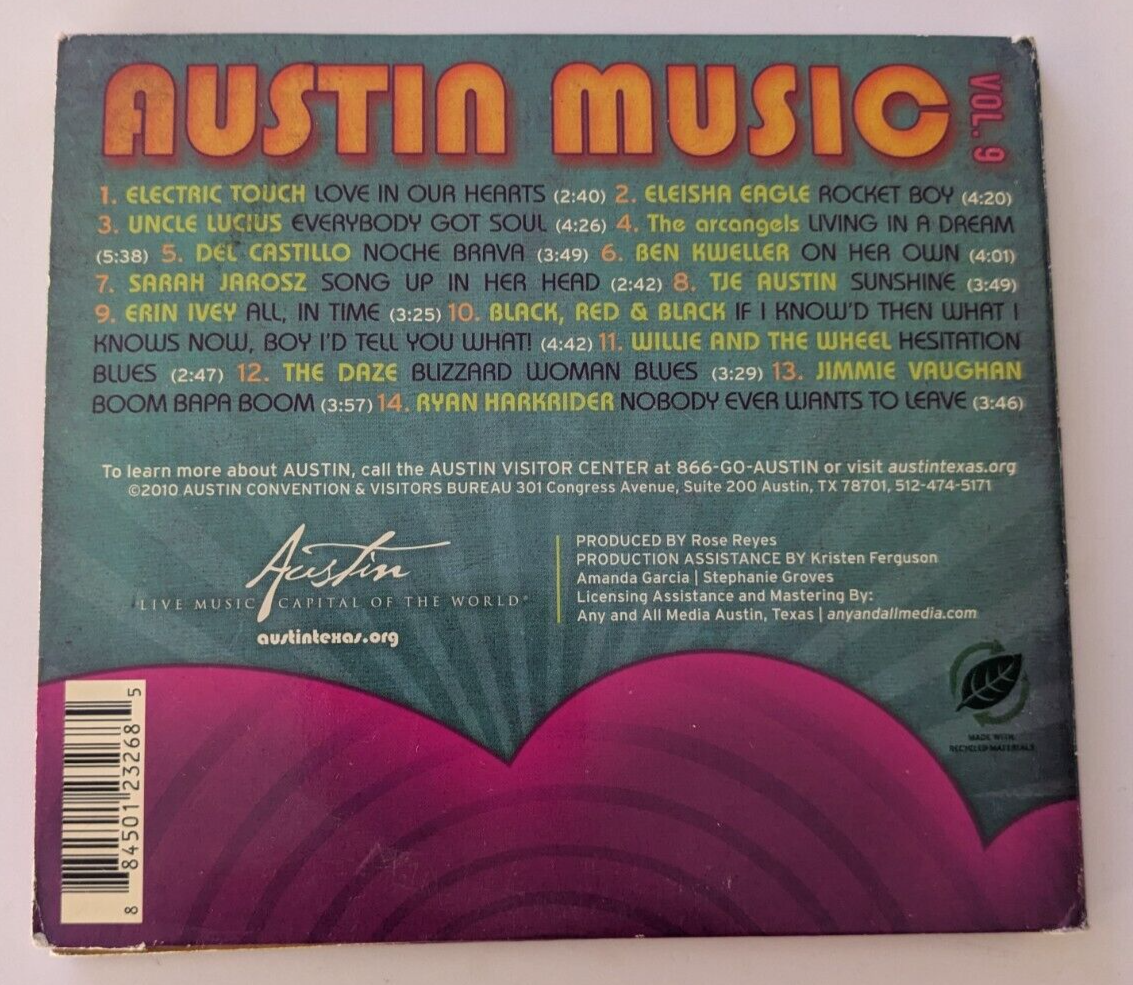 AUSTIN MUSIC
VOL. 9
1. ELECTRIC TOUCH LOVE IN OUR HEARTS (2:40) 2. ELEISHA EAGLE ROCKET BOY (4:20)
3. UNCLE LUCIUS EVERYBODY GOT SOUL (4:26) 4. The arcangels LIVING IN A DREAM
(5:38) 5. DEL CASTILLO NOCHE BRAVA (3:49) 6. BEN KWELLER ON HER OWN (4:01)
7. SARAH JAROSZ SONG UP IN HER HEAD (2:42) 8. TJE AUSTIN SUNSHINE (3:49)
9. ERIN IVEY ALL, IN TIME (3:25) 10. BLACK, RED & BLACK IF I KNOW'D THEN WHAT I
KNOWS NOW, BOY I'D TELL YOU WHAT! (4:42) 11. WILLIE AND THE WHEEL HESITATION
BLUES (2:47) 12. THE DAZE BLIZZARD WOMAN BLUES (3:29) 13. JIMMIE VAUGHAN
BOOM BAPA BOOM (3:57) 14. RYAN HARKRIDER NOBODY EVER WANTS TO LEAVE (3:46)
To learn more about AUSTIN, call the AUSTIN VISITOR CENTER at 866-GO-AUSTIN or visit austintexas.org
©2010 AUSTIN CONVENTION & VISITORS BUREAU 301 Congress Avenue, Suite 200 Austin, TX 78701, 512-474-5171
Austin
LIVE MUSIC CAPITAL OF THE WORLD®
austintexas.org
PRODUCED BY Rose Reyes
PRODUCTION ASSISTANCE BY Kristen Ferguson
Amanda Garcia | Stephanie Groves
Licensing Assistance and Mastering By:
Any and All Media Austin, Texas | anyandallmedia.com
MADE WITH
RECYCLED MATERIALS
8 84501 23268 5